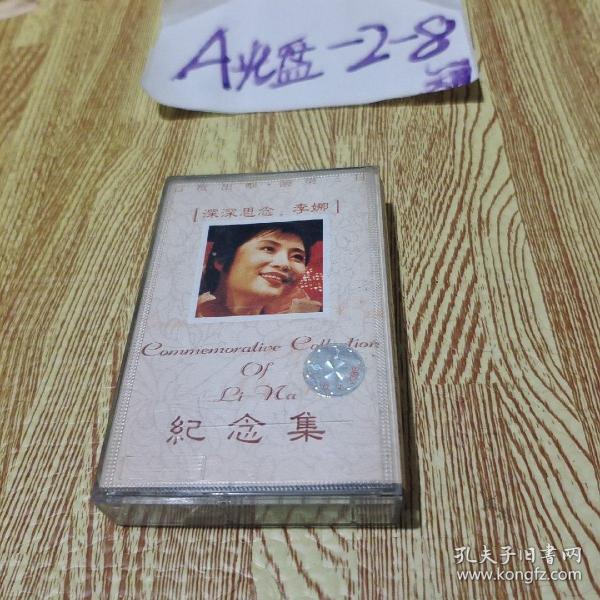 A光盘-2-8
[深深思念·李娜]
Commemorative Collection
Of
Li Na
紀念集
孔夫子旧书网
www.kongfz.com